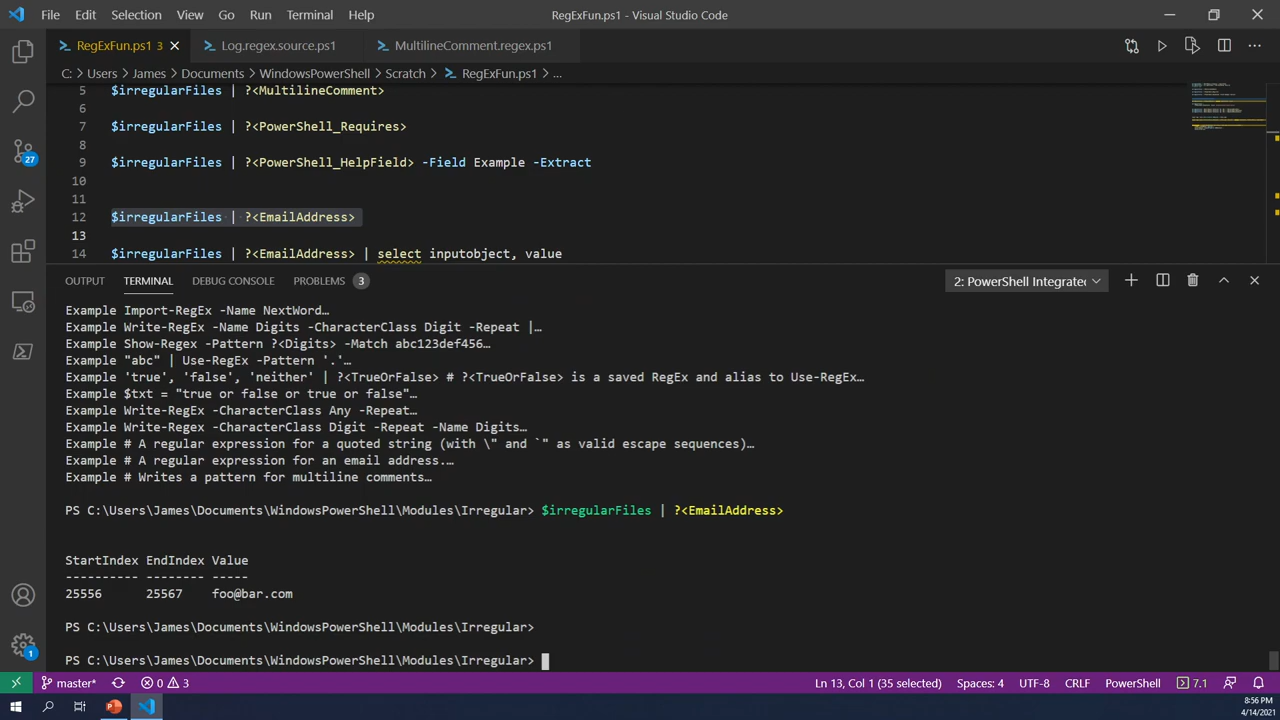 File Edit Selection View Go Run Terminal Help RegExFun.ps1 - Visual Studio Code
RegExFun.ps1 3 Log.regex.source.ps1 MultilineComment.regex.ps1
C: > Users > James > Documents > WindowsPowerShell > Scratch > RegExFun.ps1 > ...
5 $irregularFiles | ?<MultilineComment>
6
7 $irregularFiles | ?<PowerShell_Requires>
8
9 $irregularFiles | ?<PowerShell_HelpField> -Field Example -Extract
10
11
12 $irregularFiles | ?<EmailAddress>
13
14 $irregularFiles | ?<EmailAddress> | select inputobject, value
27
OUTPUT TERMINAL DEBUG CONSOLE PROBLEMS 3 2: PowerShell Integrated
Example Import-RegEx -Name NextWord…
Example Write-RegEx -Name Digits -CharacterClass Digit -Repeat |…
Example Show-Regex -Pattern ?<Digits> -Match abc123def456…
Example "abc" | Use-RegEx -Pattern '.'…
Example 'true', 'false', 'neither' | ?<TrueOrFalse> # ?<TrueOrFalse> is a saved RegEx and alias to Use-RegEx…
Example $txt = "true or false or true or false"…
Example Write-RegEx -CharacterClass Any -Repeat…
Example Write-Regex -CharacterClass Digit -Repeat -Name Digits…
Example # A regular expression for a quoted string (with \" and `" as valid escape sequences)…
Example # A regular expression for an email address.…
Example # Writes a pattern for multiline comments…
PS C:\Users\James\Documents\WindowsPowerShell\Modules\Irregular> $irregularFiles | ?<EmailAddress>
StartIndex EndIndex Value
---------- -------- -----
25556 25567 foo@bar.com
PS C:\Users\James\Documents\WindowsPowerShell\Modules\Irregular>
PS C:\Users\James\Documents\WindowsPowerShell\Modules\Irregular>
1
master* 0 3 Ln 13, Col 1 (35 selected) Spaces: 4 UTF-8 CRLF PowerShell 7.1
8:56 PM
4/14/2021